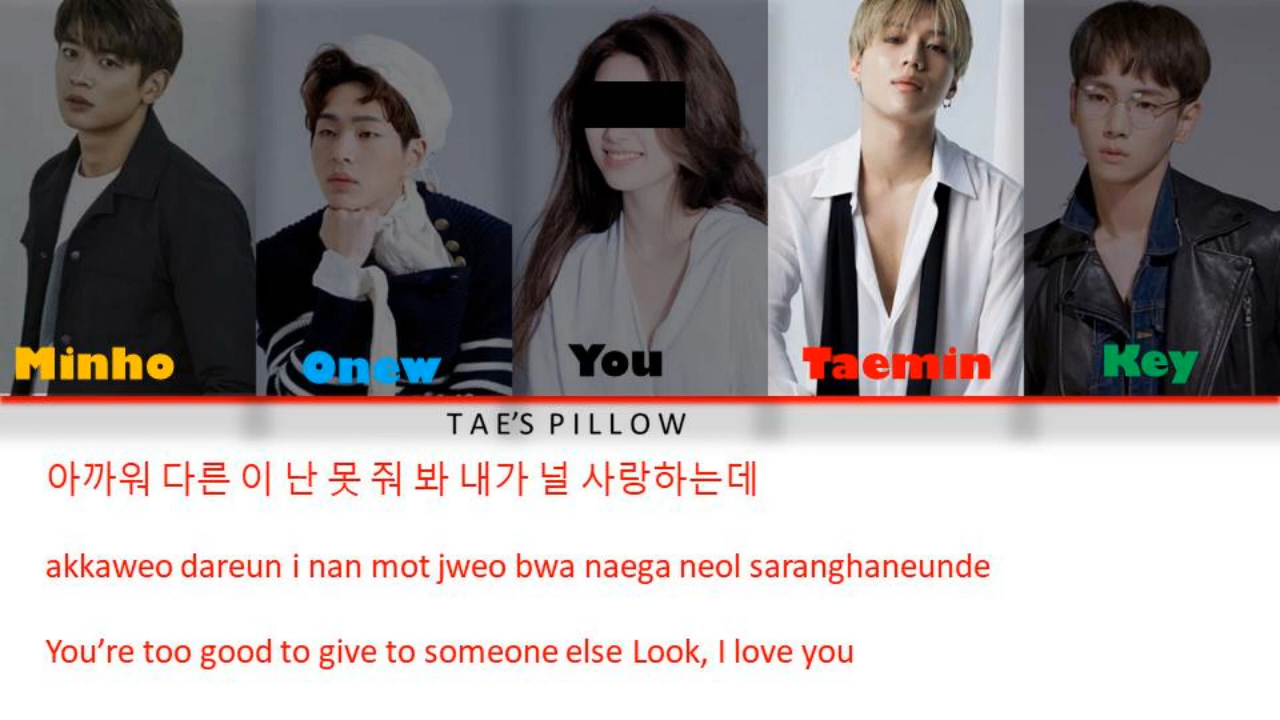 Minho
Onew
You
Taemin
Key
TAE'S PILLOW
아까워 다른 이 난 못 줘 봐 내가 널 사랑하는데
akkaweo dareun i nan mot jweo bwa naega neol saranghaneunde
You're too good to give to someone else Look, I love you